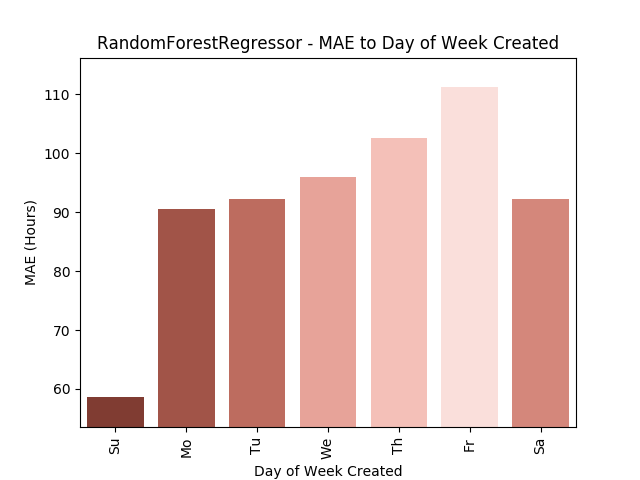 RandomForestRegressor - MAE to Day of Week Created
MAE (Hours)
110
100
90
80
70
60
Su
Mo
Tu
We
Th
Fr
Sa
Day of Week Created